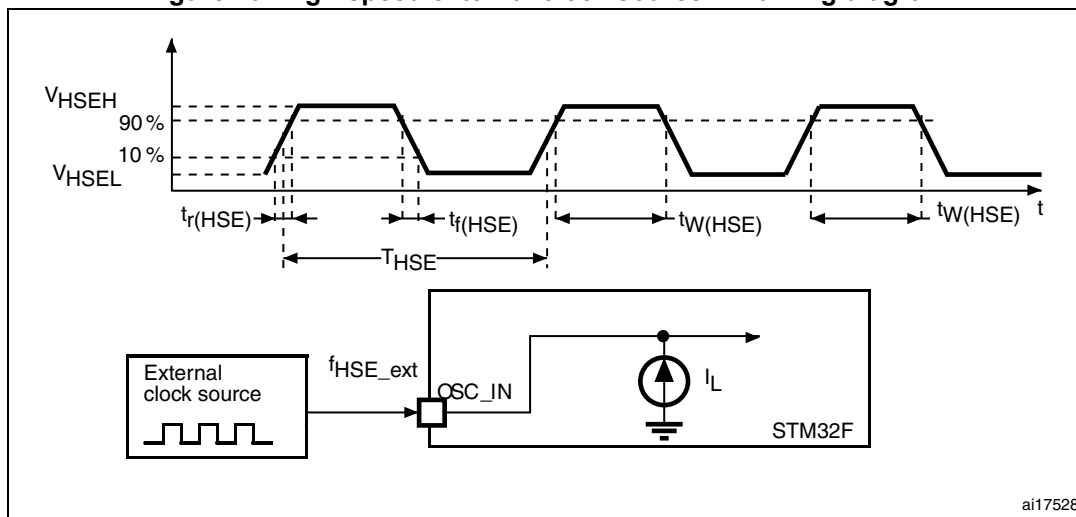 VHSEH
90 %
10 %
VHSEL
tr(HSE)
tf(HSE)
tW(HSE)
tW(HSE)
t
THSE
External
clock source
fHSE_ext
OSC_IN
IL
STM32F
ai17528